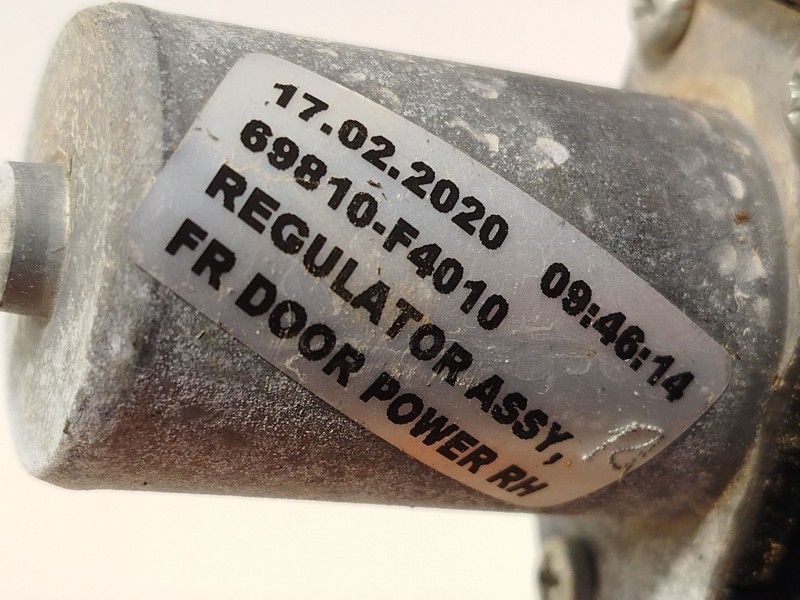 17.02.2020 09:46:14
69810-F4010
REGULATOR ASSY,
FR DOOR POWER RH
R